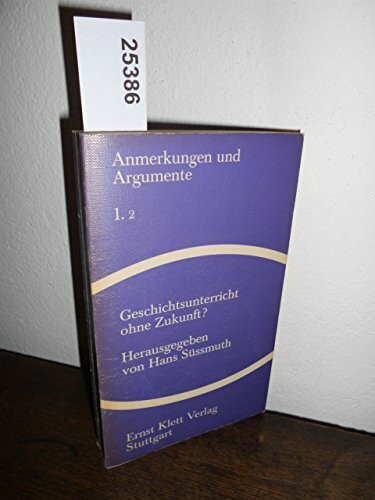 25386
Anmerkungen und
Argumente
1.2
Geschichtsunterricht
ohne Zukunft?
Herausgegeben
von Hans Süssmuth
Ernst Klett Verlag
Stuttgart